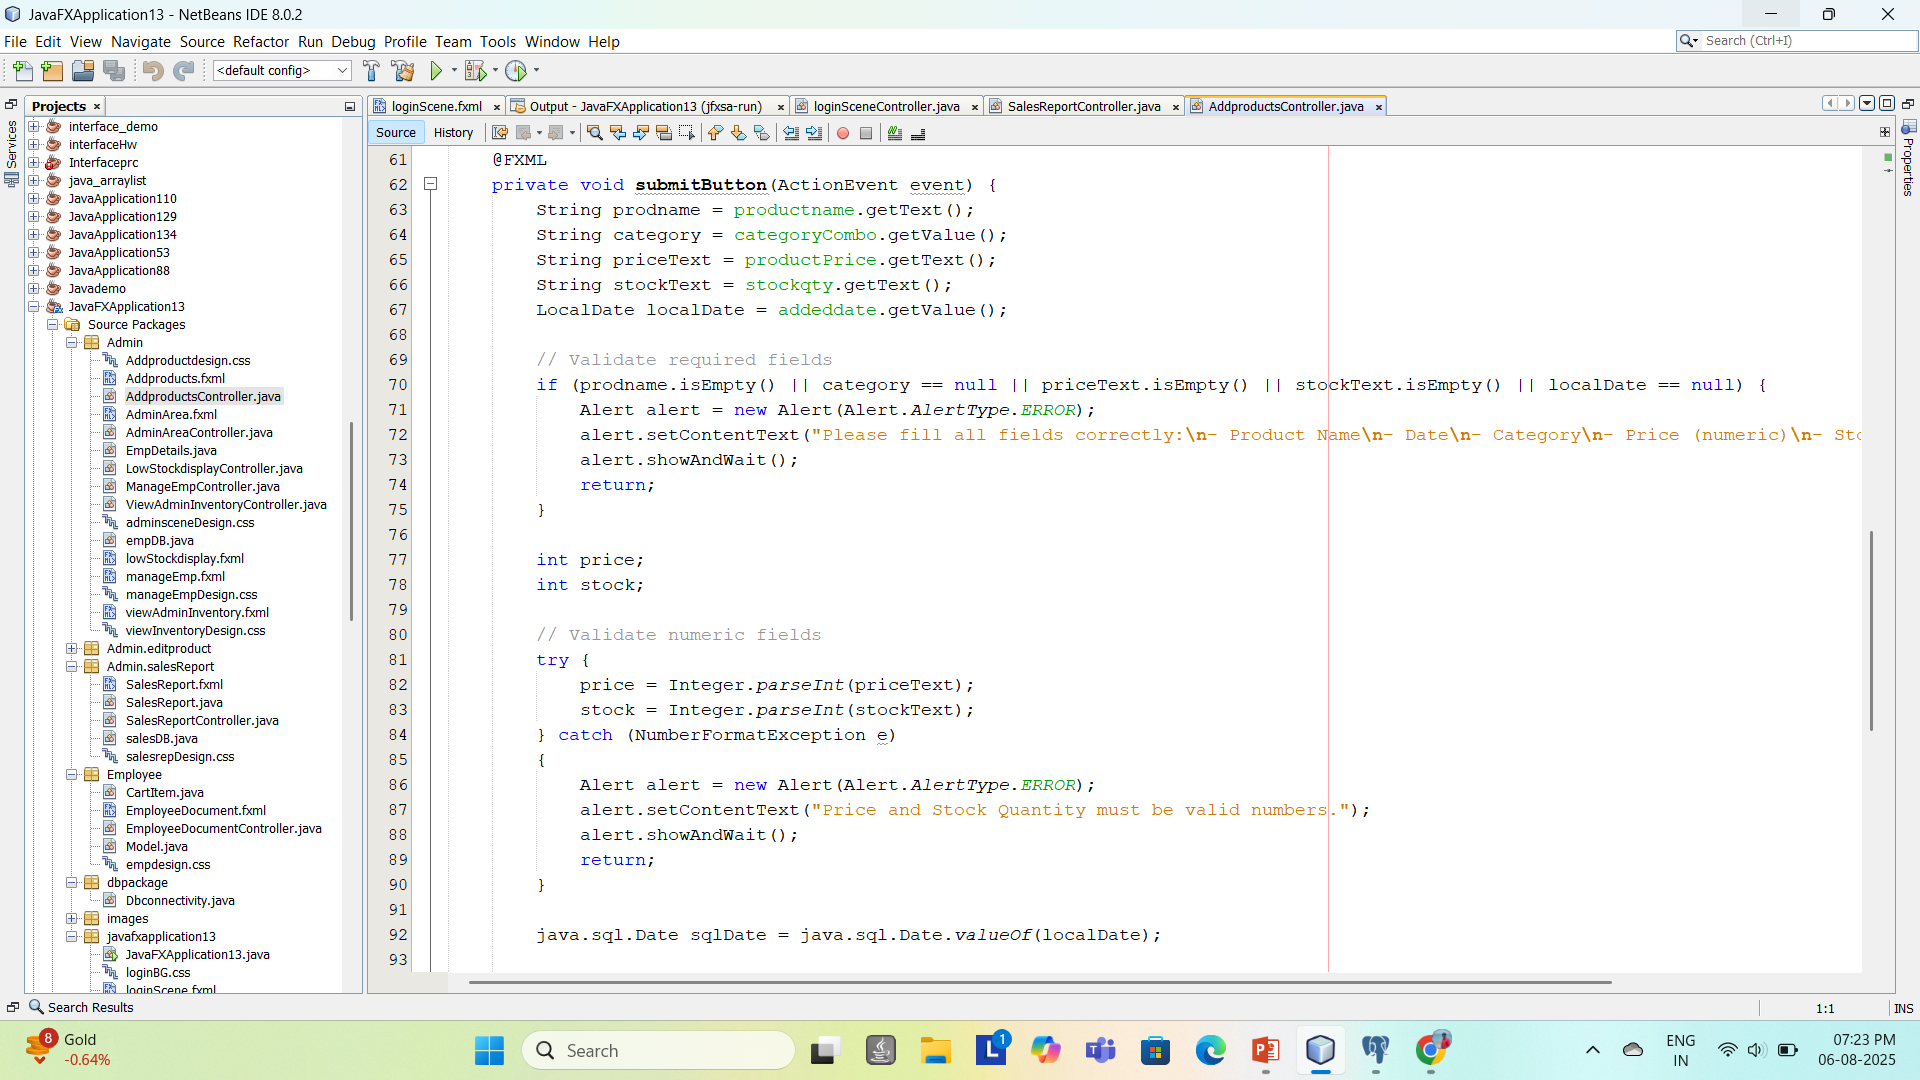 JavaFXApplication13 - NetBeans IDE 8.0.2
File Edit View Navigate Source Refactor Run Debug Profile Team Tools Window Help
Search (Ctrl+I)
<default config>
Services
Projects
interface_demo
interfaceHw
Interfaceprc
java_arraylist
JavaApplication110
JavaApplication129
JavaApplication134
JavaApplication53
JavaApplication88
Javademo
JavaFXApplication13
Source Packages
Admin
Addproductdesign.css
Addproducts.fxml
AddproductsController.java
AdminArea.fxml
AdminAreaController.java
EmpDetails.java
LowStockdisplayController.java
ManageEmpController.java
ViewAdminInventoryController.java
adminsceneDesign.css
empDB.java
lowStockdisplay.fxml
manageEmp.fxml
manageEmpDesign.css
viewAdminInventory.fxml
viewInventoryDesign.css
Admin.editproduct
Admin.salesReport
SalesReport.fxml
SalesReport.java
SalesReportController.java
salesDB.java
salesrepDesign.css
Employee
CartItem.java
EmployeeDocument.fxml
EmployeeDocumentController.java
Model.java
empdesign.css
dbpackage
Dbconnectivity.java
images
javafxapplication13
JavaFXApplication13.java
loginBG.css
loginScene.fxml
loginScene.fxml Output - JavaFXApplication13 (jfxsa-run) loginSceneController.java SalesReportController.java AddproductsController.java
Source History
Properties
61 @FXML
62 private void submitButton(ActionEvent event) {
63 String prodname = productname.getText();
64 String category = categoryCombo.getValue();
65 String priceText = productPrice.getText();
66 String stockText = stockqty.getText();
67 LocalDate localDate = addeddate.getValue();
68
69 // Validate required fields
70 if (prodname.isEmpty() || category == null || priceText.isEmpty() || stockText.isEmpty() || localDate == null) {
71 Alert alert = new Alert(Alert.AlertType.ERROR);
72 alert.setContentText("Please fill all fields correctly:\n- Product Name\n- Date\n- Category\n- Price (numeric)\n- Sto
73 alert.showAndWait();
74 return;
75 }
76
77 int price;
78 int stock;
79
80 // Validate numeric fields
81 try {
82 price = Integer.parseInt(priceText);
83 stock = Integer.parseInt(stockText);
84 } catch (NumberFormatException e)
85 {
86 Alert alert = new Alert(Alert.AlertType.ERROR);
87 alert.setContentText("Price and Stock Quantity must be valid numbers.");
88 alert.showAndWait();
89 return;
90 }
91
92 java.sql.Date sqlDate = java.sql.Date.valueOf(localDate);
93
Search Results
1:1 INS
8
Gold
-0.64%
Search
1
ENG
IN
07:23 PM
06-08-2025